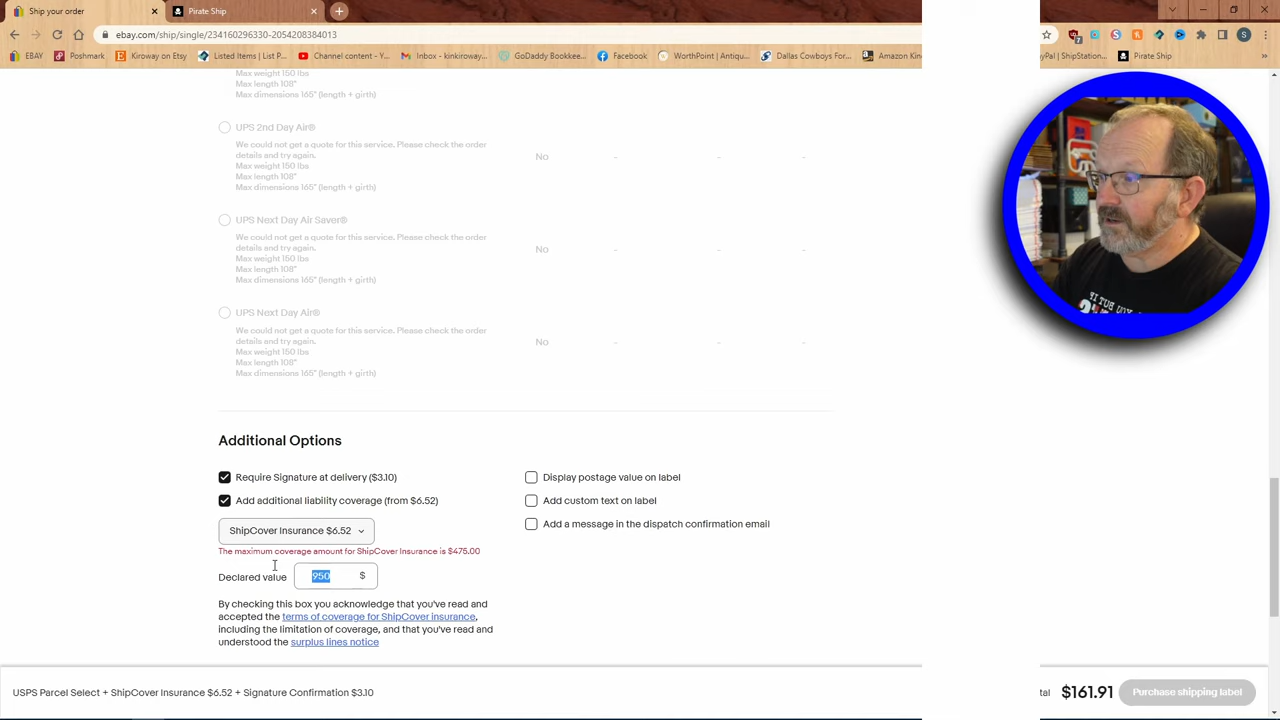 Ship your order
Pirate Ship
ebay.com/ship/single/234160296330-2054208384013
EBAY
Poshmark
Kiroway on Etsy
Listed Items | List P...
Channel content - Y...
Inbox - kinkiroway-...
GoDaddy Bookkee...
Facebook
WorthPoint | Antiqu...
Dallas Cowboys For...
Amazon Kin
yPal | ShipStation...
Pirate Ship
Max weight 150 lbs
Max length 108"
Max dimensions 165" (length + girth)
UPS 2nd Day Air®
We could not get a quote for this service. Please check the order
details and try again.
Max weight 150 lbs
Max length 108"
Max dimensions 165" (length + girth)
No - - -
UPS Next Day Air Saver®
We could not get a quote for this service. Please check the order
details and try again.
Max weight 150 lbs
Max length 108"
Max dimensions 165" (length + girth)
No - - -
UPS Next Day Air®
We could not get a quote for this service. Please check the order
details and try again.
Max weight 150 lbs
Max length 108"
Max dimensions 165" (length + girth)
No - - -
Additional Options
Require Signature at delivery ($3.10)
Add additional liability coverage (from $6.52)
ShipCover Insurance $6.52
The maximum coverage amount for ShipCover Insurance is $475.00
Declared value 950 $
By checking this box you acknowledge that you've read and
accepted the terms of coverage for ShipCover insurance,
including the limitation of coverage, and that you've read and
understood the surplus lines notice
Display postage value on label
Add custom text on label
Add a message in the dispatch confirmation email
USPS Parcel Select + ShipCover Insurance $6.52 + Signature Confirmation $3.10
tal $161.91 Purchase shipping label